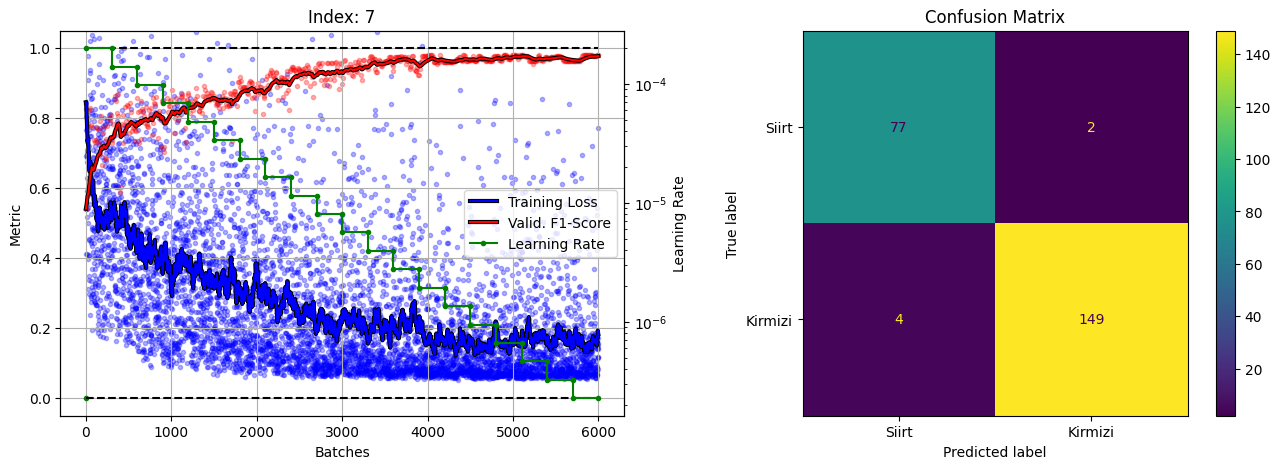 Index: 7
Metric
1.0
0.8
0.6
0.4
0.2
0.0
0
1000
2000
3000
4000
5000
6000
Batches
10⁻⁴
10⁻⁵
10⁻⁶
Learning Rate
Training Loss
Valid. F1-Score
Learning Rate
Confusion Matrix
True label
Siirt
Kirmizi
77
2
4
149
Siirt
Kirmizi
Predicted label
140
120
100
80
60
40
20